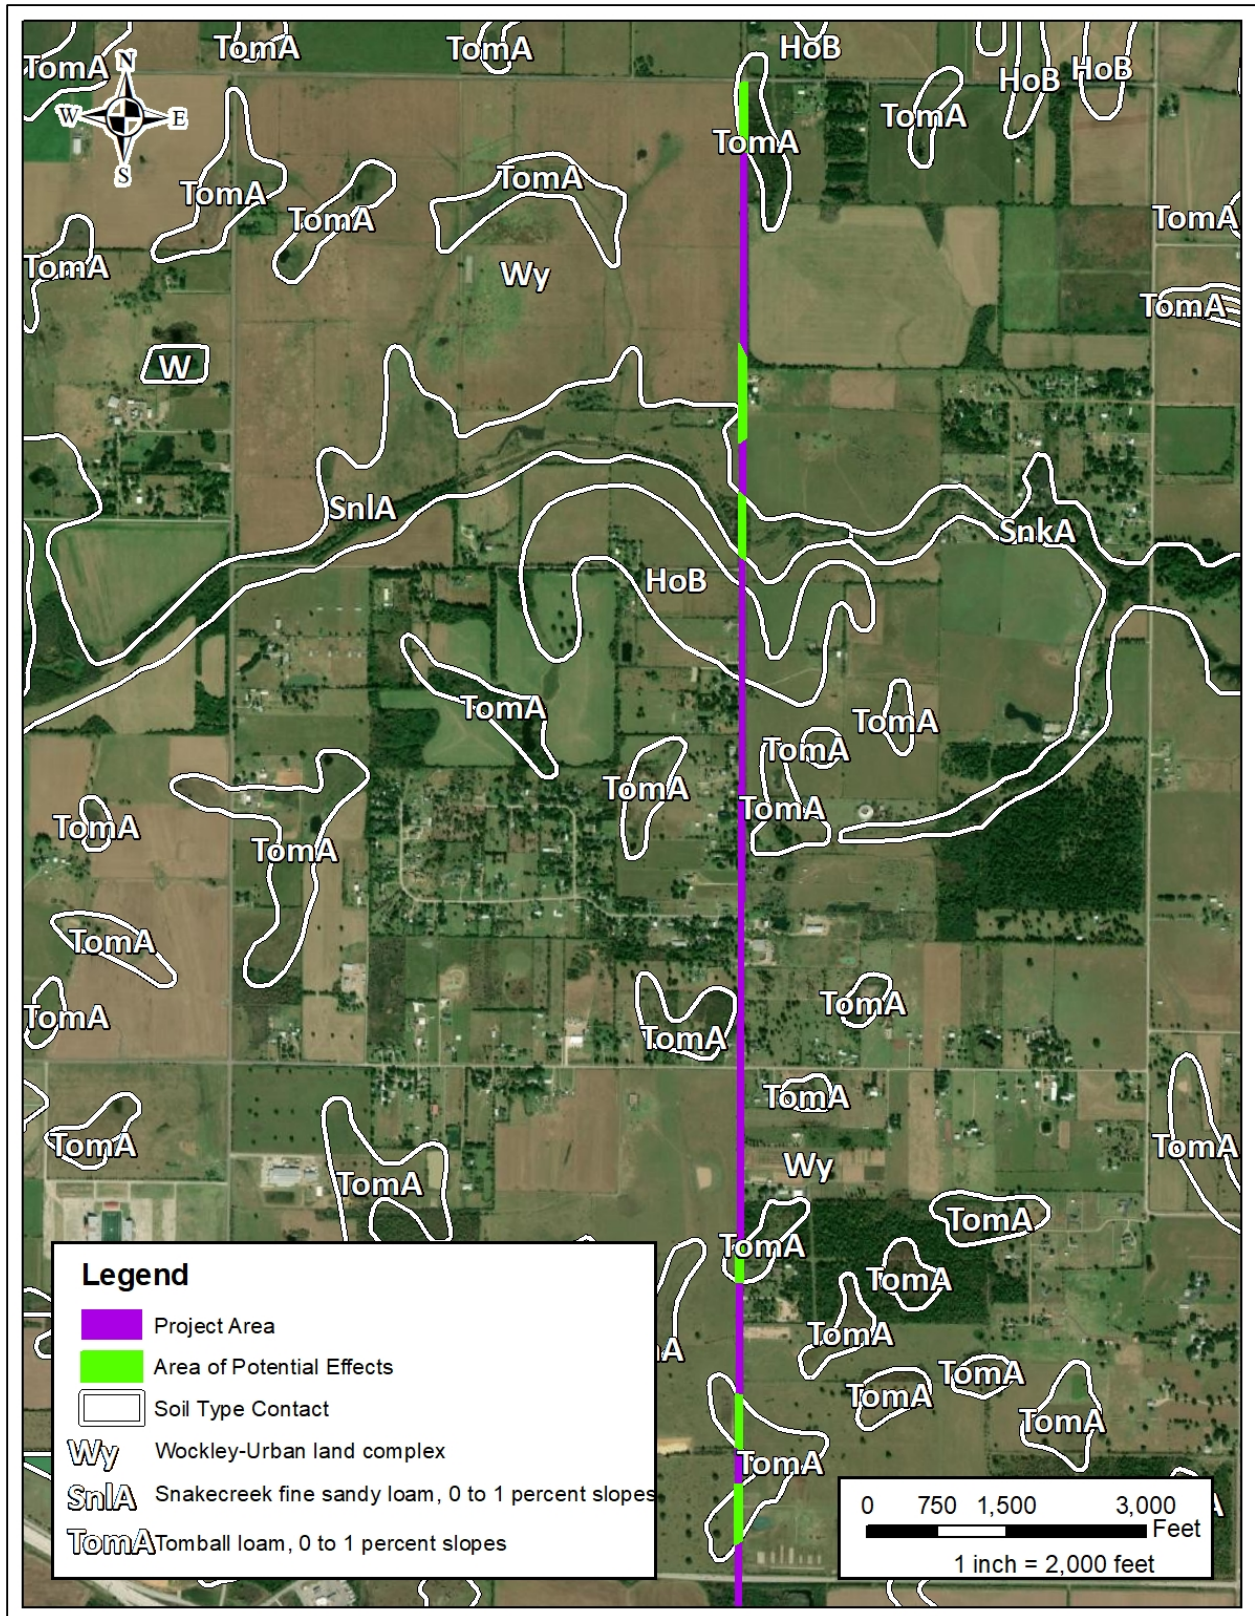 TomA
TomA
TomA
HoB
HoB
HoB
N
W
E
S
TomA
TomA
TomA
TomA
TomA
TomA
TomA
TomA
Wy
TomA
W
SnlA
SnkA
HoB
TomA
TomA
TomA
TomA
TomA
TomA
TomA
TomA
TomA
TomA
TomA
TomA
TomA
TomA
Wy
TomA
TomA
TomA
TomA
TomA
TomA
TomA
TomA
TomA
TomA
Legend
Project Area
Area of Potential Effects
Soil Type Contact
Wy Wockley-Urban land complex
SnlA Snakecreek fine sandy loam, 0 to 1 percent slopes
TomA Tomball loam, 0 to 1 percent slopes
0 750 1,500 3,000
Feet
1 inch = 2,000 feet